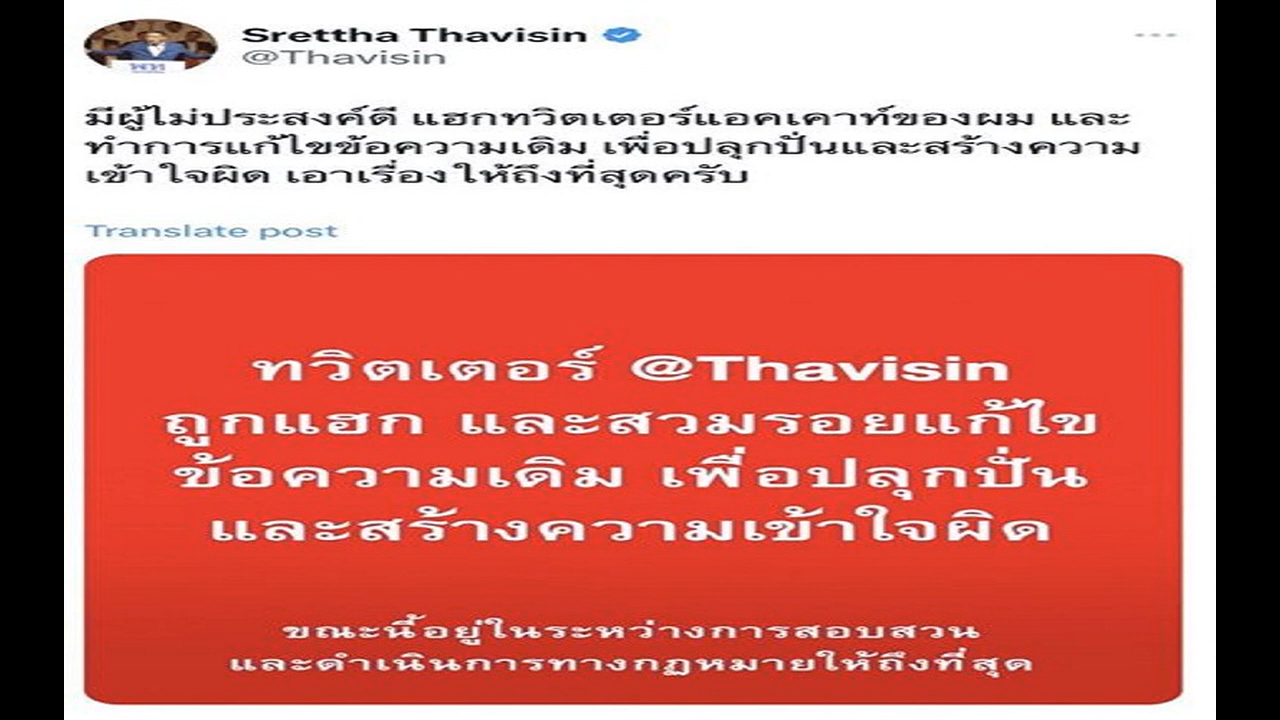 Srettha Thavisin
@Thavisin
มีผู้ไม่ประสงค์ดี แฮกทวิตเตอร์แอคเคาท์ของผม และ
ทำการแก้ไขข้อความเดิม เพื่อปลุกปั่นและสร้างความ
เข้าใจผิด เอาเรื่องให้ถึงที่สุดครับ
Translate post
ทวิตเตอร์ @Thavisin
ถูกแฮก และสวมรอยแก้ไข
ข้อความเดิม เพื่อปลุกปั่น
และสร้างความเข้าใจผิด
ขณะนี้อยู่ในระหว่างการสอบสวน
และดำเนินการทางกฎหมายให้ถึงที่สุด